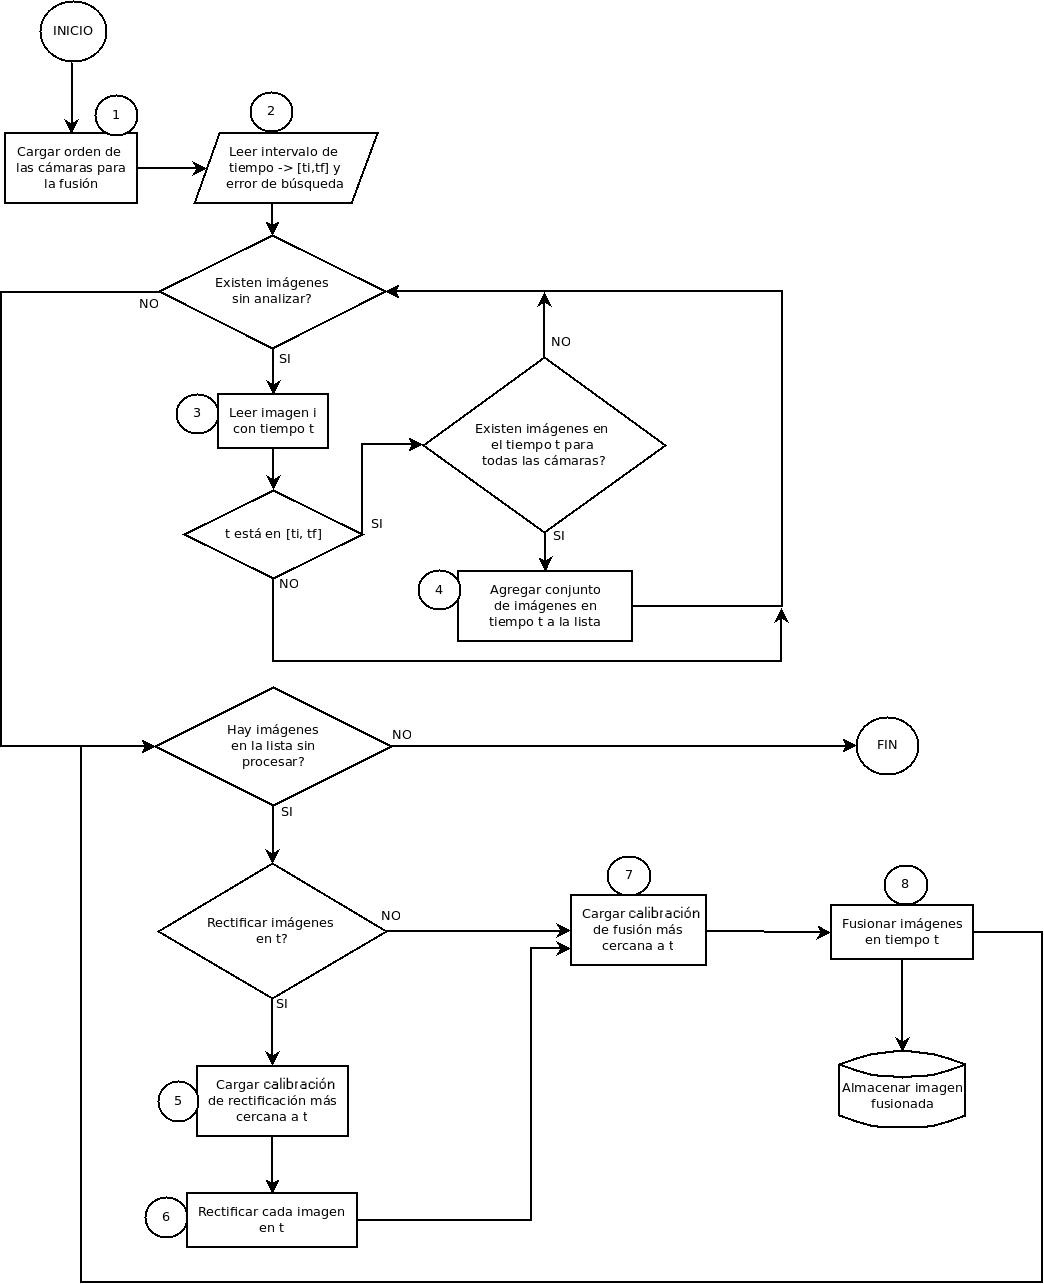 INICIO
1
Cargar orden de
las cámaras para
la fusión
2
Leer intervalo de
tiempo -> [ti,tf] y
error de búsqueda
Existen imágenes
sin analizar?
NO
SI
3
Leer imagen i
con tiempo t
t está en [ti, tf]
SI
NO
Existen imágenes en
el tiempo t para
todas las cámaras?
NO
SI
4
Agregar conjunto
de imágenes en
tiempo t a la lista
Hay imágenes
en la lista sin
procesar?
NO
FIN
SI
Rectificar imágenes
en t?
NO
SI
7
Cargar calibración
de fusión más
cercana a t
8
Fusionar imágenes
en tiempo t
Almacenar imagen
fusionada
5
Cargar calibración
de rectificación más
cercana a t
6
Rectificar cada imagen
en t